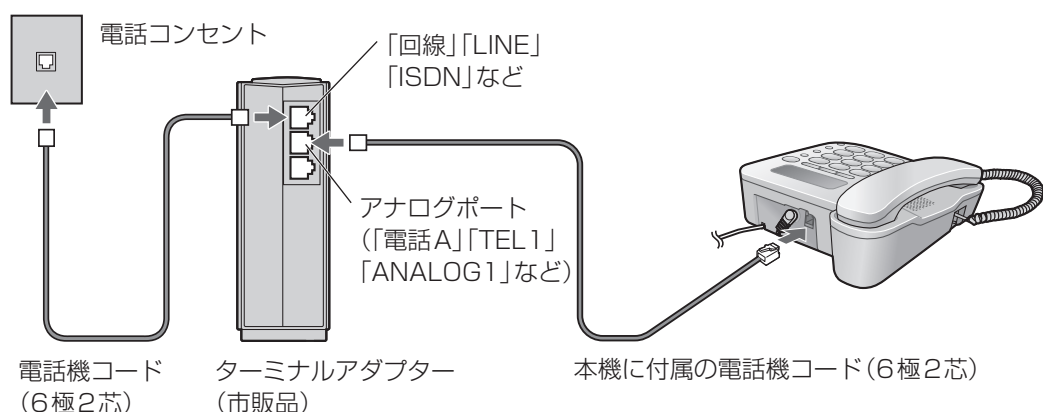 電話コンセント
「回線」「LINE」
「ISDN」など
アナログポート
（「電話A」「TEL1」
「ANALOG1」など）
電話機コード
（6極2芯）
ターミナルアダプター
（市販品）
本機に付属の電話機コード（6極2芯）